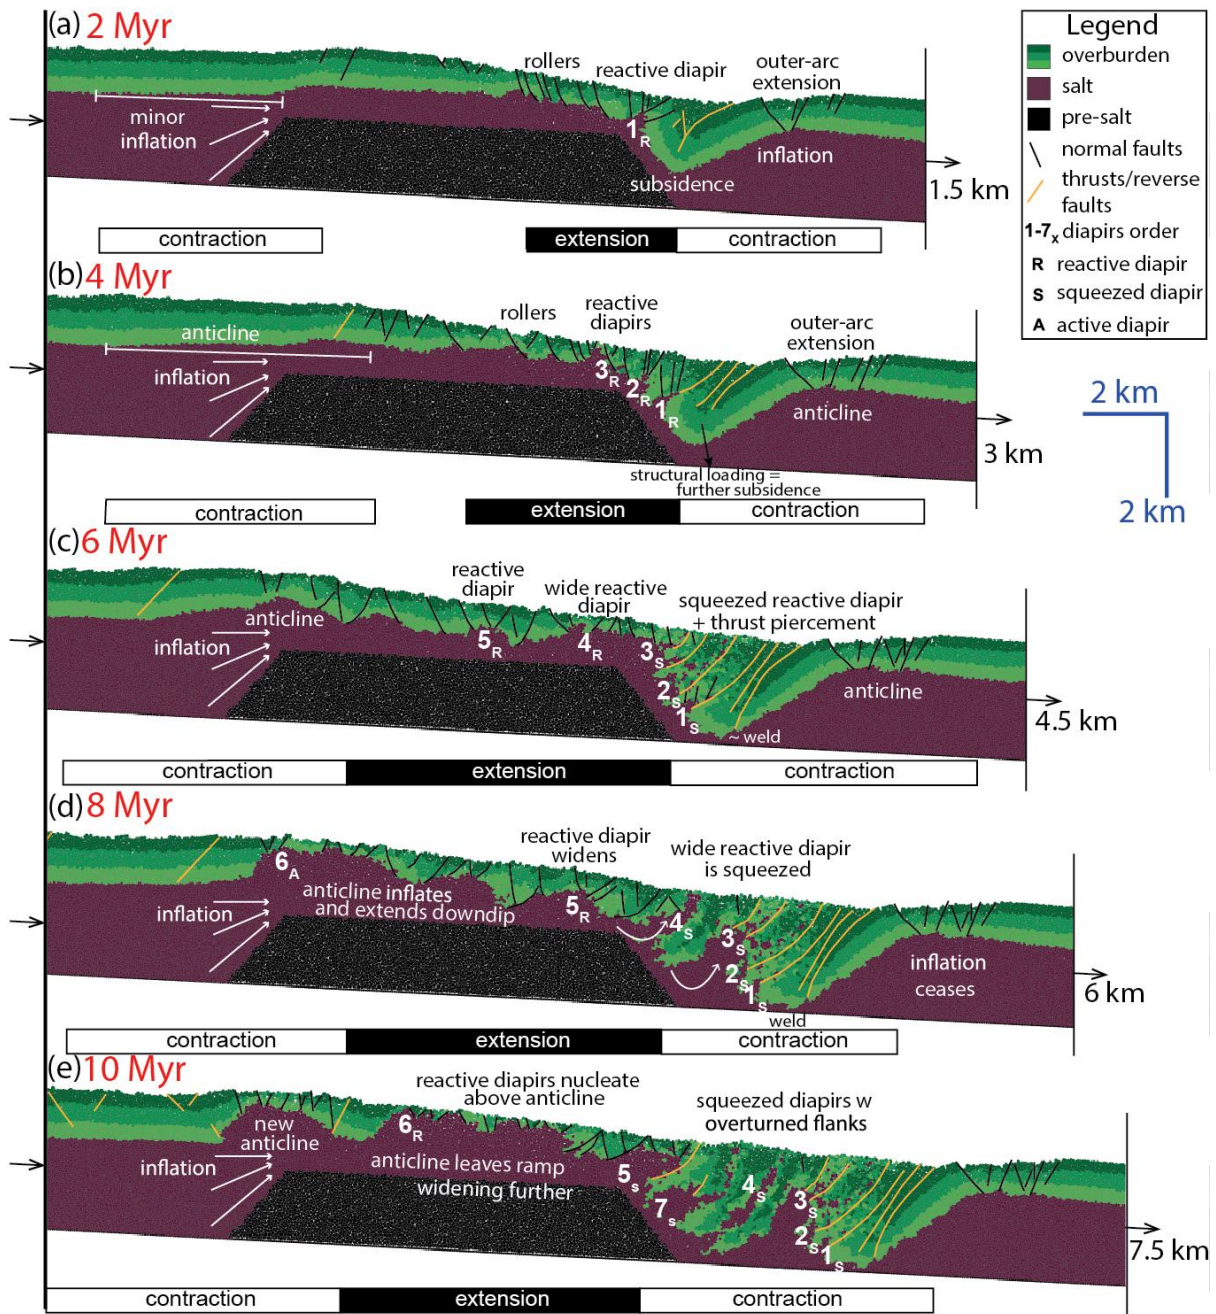 (a) 2 Myr
rollers
reactive diapir
outer-arc
extension
minor
inflation
1R
subsidence
inflation
1.5 km
contraction
extension
contraction
Legend
overburden
salt
pre-salt
normal faults
thrusts/reverse
faults
1-7x diapirs order
R reactive diapir
S squeezed diapir
A active diapir
2 km
2 km
(b) 4 Myr
anticline
inflation
rollers
reactive
diapirs
outer-arc
extension
3R
2R
1R
anticline
structural loading =
further subsidence
3 km
contraction
extension
contraction
(c) 6 Myr
anticline
inflation
reactive
diapir
wide reactive
diapir
squeezed reactive diapir
+ thrust piercement
5R
4R
3S
2S
1S
~ weld
anticline
4.5 km
contraction
extension
contraction
(d) 8 Myr
reactive diapir
widens
wide reactive diapir
is squeezed
6A
anticline inflates
and extends downdip
inflation
5R
4S
3S
2S
1S
weld
inflation
ceases
6 km
contraction
extension
contraction
(e) 10 Myr
reactive diapirs nucleate
above anticline
squeezed diapirs w
overturned flanks
new
anticline
6R
inflation
anticline leaves ramp
widening further
5s
7s
4s
3S
2S
1S
7.5 km
contraction
extension
contraction